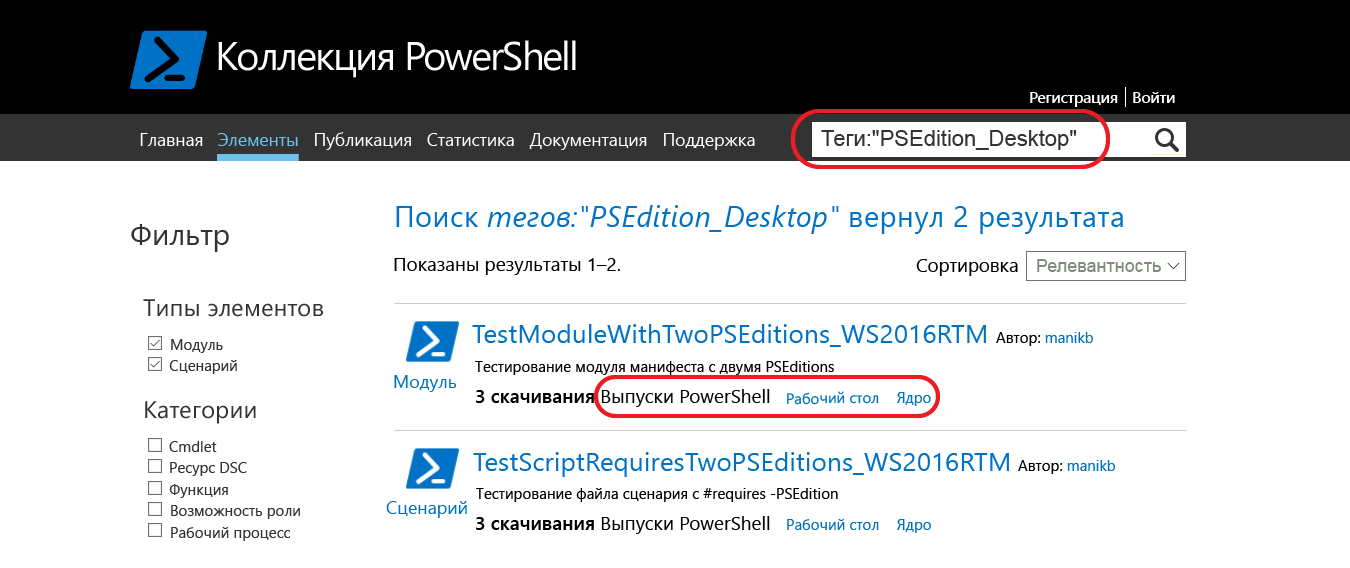 Коллекция PowerShell
Регистрация Войти
Главная Элементы Публикация Статистика Документация Поддержка Теги:"PSEdition_Desktop"
Поиск тегов:"PSEdition_Desktop" вернул 2 результата
Фильтр
Показаны результаты 1–2. Сортировка Релевантность
Типы элементов
Модуль
Сценарий
Категории
Cmdlet
Ресурс DSC
Функция
Возможность роли
Рабочий процесс
TestModuleWithTwoPSEditions_WS2016RTM Автор: manikb
Тестирование модуля манифеста с двумя PSEditions
Модуль
3 скачивания Выпуски PowerShell Рабочий стол Ядро
TestScriptRequiresTwoPSEditions_WS2016RTM Автор: manikb
Тестирование файла сценария с #requires -PSEdition
Сценарий
3 скачивания Выпуски PowerShell Рабочий стол Ядро